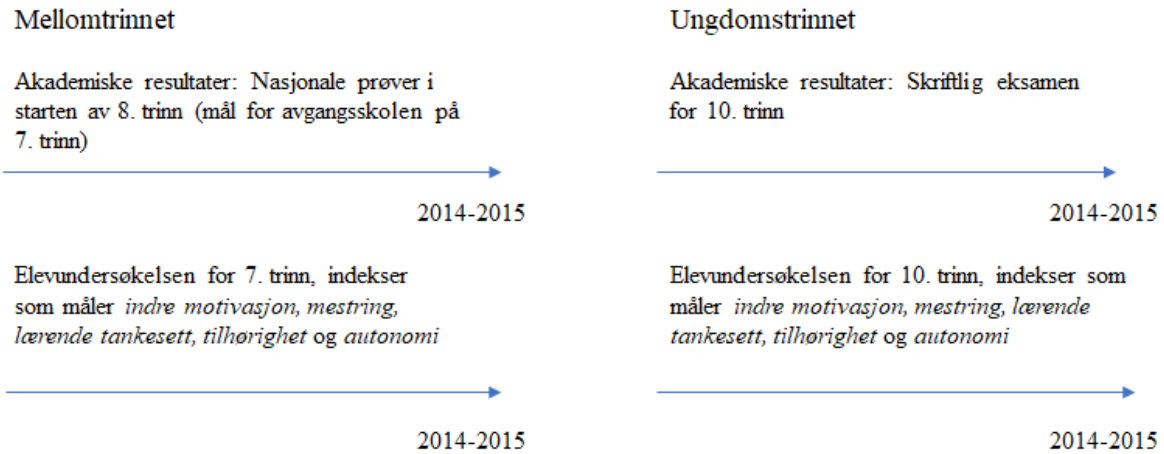 Mellomtrinnet
Akademiske resultater: Nasjonale prøver i
starten av 8. trinn (mål for avgangsskolen på
7. trinn)
2014-2015
Elevundersøkelsen for 7. trinn, indekser
som måler indre motivasjon, mestring,
lærende tankesett, tilhørighet og autonomi
2014-2015
Ungdomstrinnet
Akademiske resultater: Skriftlig eksamen
for 10. trinn
2014-2015
Elevundersøkelsen for 10. trinn, indekser som
måler indre motivasjon, mestring, lærende
tankesett, tilhørighet og autonomi
2014-2015